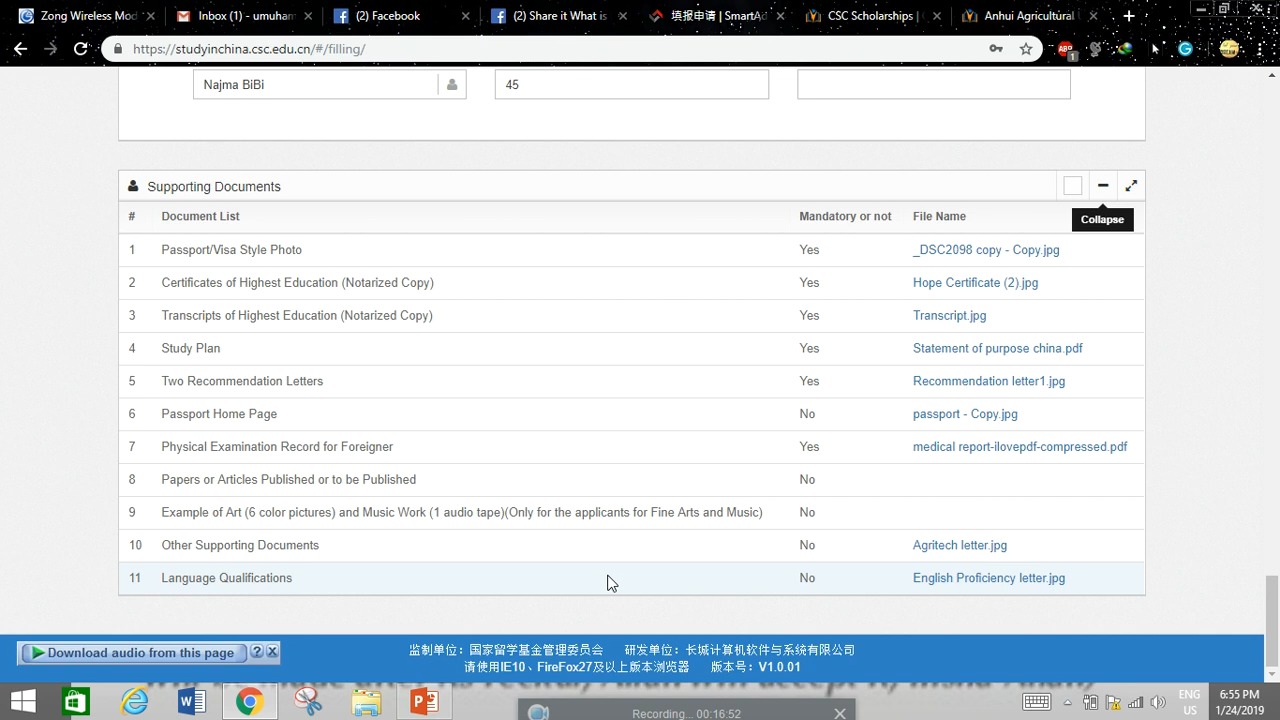 Zong Wireless Mod
Inbox (1) - umuham
(2) Facebook
(2) Share it What is
填报申请 | SmartAd
CSC Scholarships |
Anhui Agricultural
https://studyinchina.csc.edu.cn/#/filling/
ABP
1
Najma BiBi
45
Supporting Documents
# Document List Mandatory or not File Name
Collapse
1 Passport/Visa Style Photo Yes _DSC2098 copy - Copy.jpg
2 Certificates of Highest Education (Notarized Copy) Yes Hope Certificate (2).jpg
3 Transcripts of Highest Education (Notarized Copy) Yes Transcript.jpg
4 Study Plan Yes Statement of purpose china.pdf
5 Two Recommendation Letters Yes Recommendation letter1.jpg
6 Passport Home Page No passport - Copy.jpg
7 Physical Examination Record for Foreigner Yes medical report-ilovepdf-compressed.pdf
8 Papers or Articles Published or to be Published No
9 Example of Art (6 color pictures) and Music Work (1 audio tape)(Only for the applicants for Fine Arts and Music) No
10 Other Supporting Documents No Agritech letter.jpg
11 Language Qualifications No English Proficiency letter.jpg
Download audio from this page ? X
监制单位：国家留学基金管理委员会 研发单位：长城计算机软件与系统有限公司
请使用IE10、FireFox27及以上版本浏览器 版本号：V1.0.01
ENG
US
6:55 PM
1/24/2019
Recording... 00:16:52